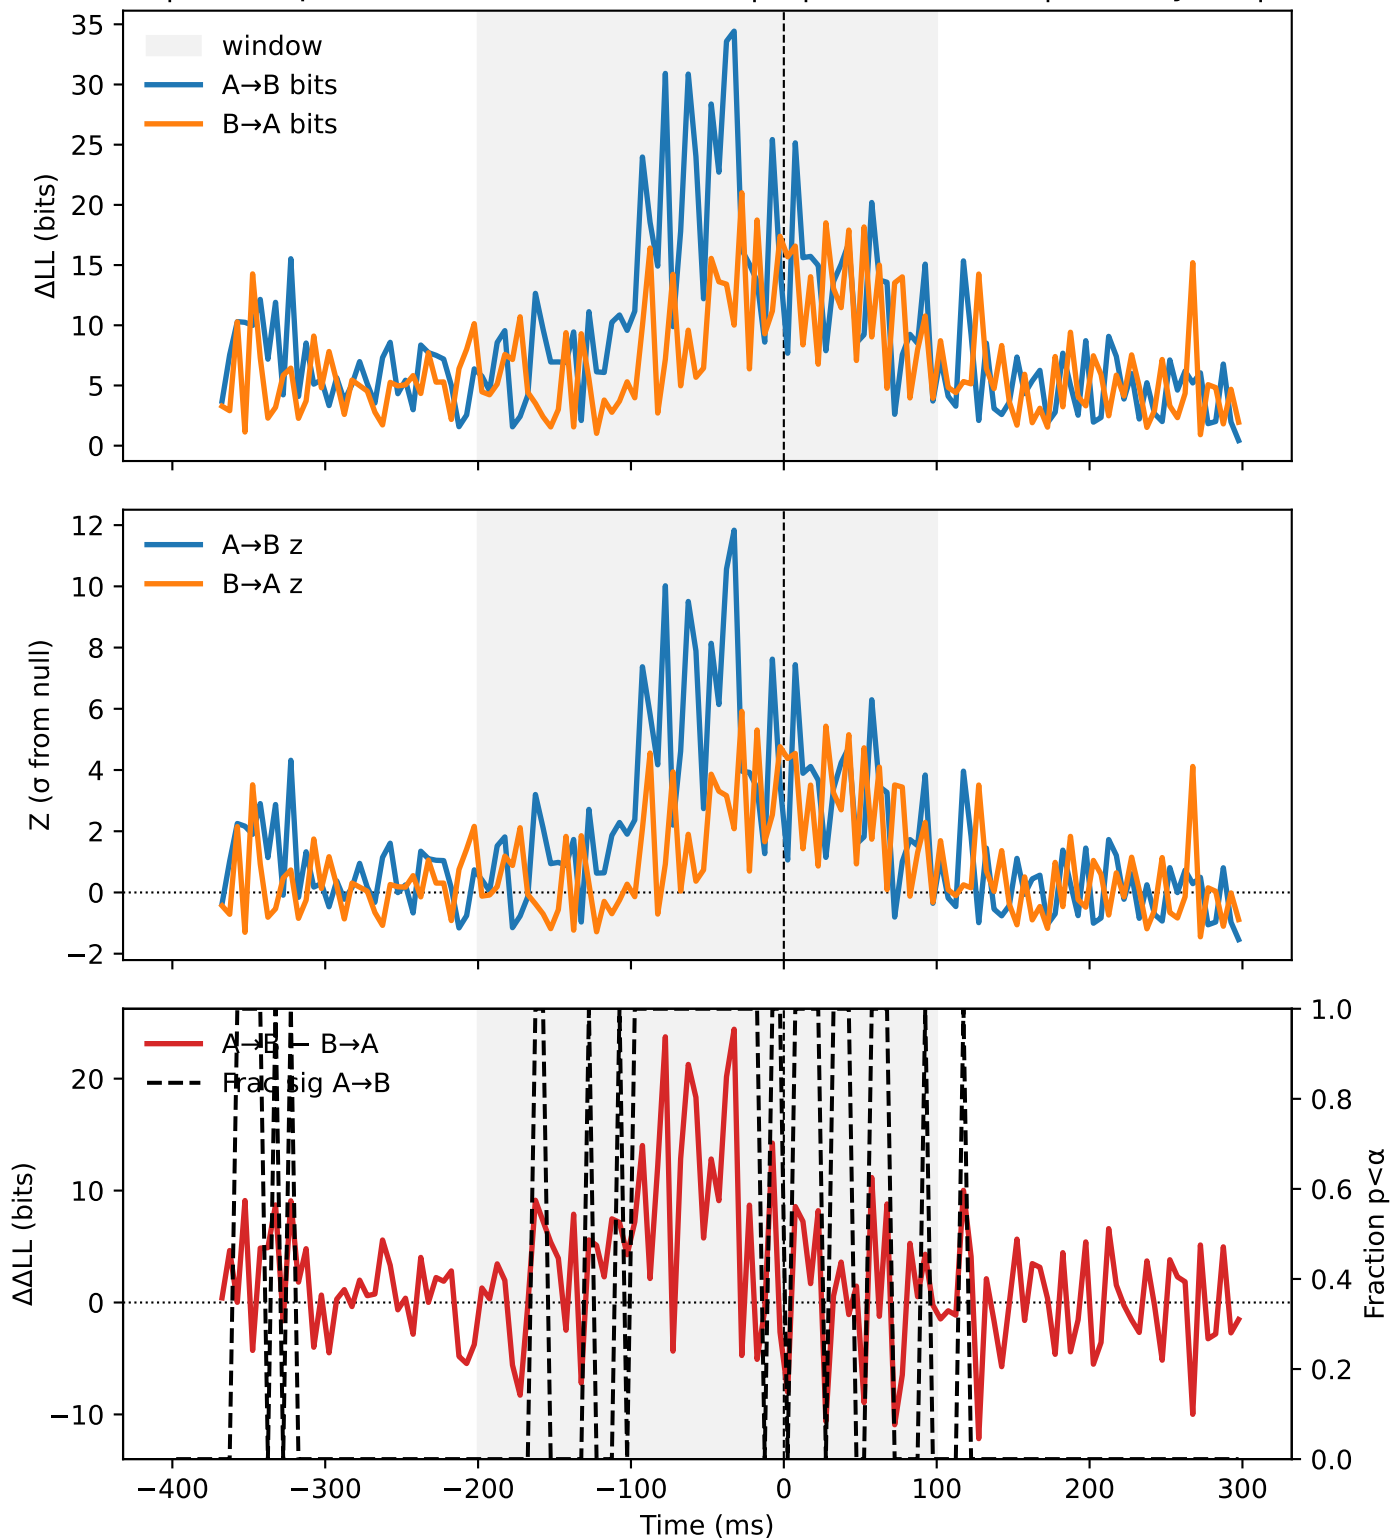 35
30
25
20
15
10
5
0
ΔLL (bits)
window
A→B bits
B→A bits
12
10
8
6
4
2
0
−2
Z (σ from null)
A→B z
B→A z
20
10
0
−10
ΔΔLL (bits)
A→B − B→A
Frac sig A→B
1.0
0.8
0.6
0.4
0.2
0.0
Fraction p<α
−400 −300 −200 −100 0 100 200 300
Time (ms)